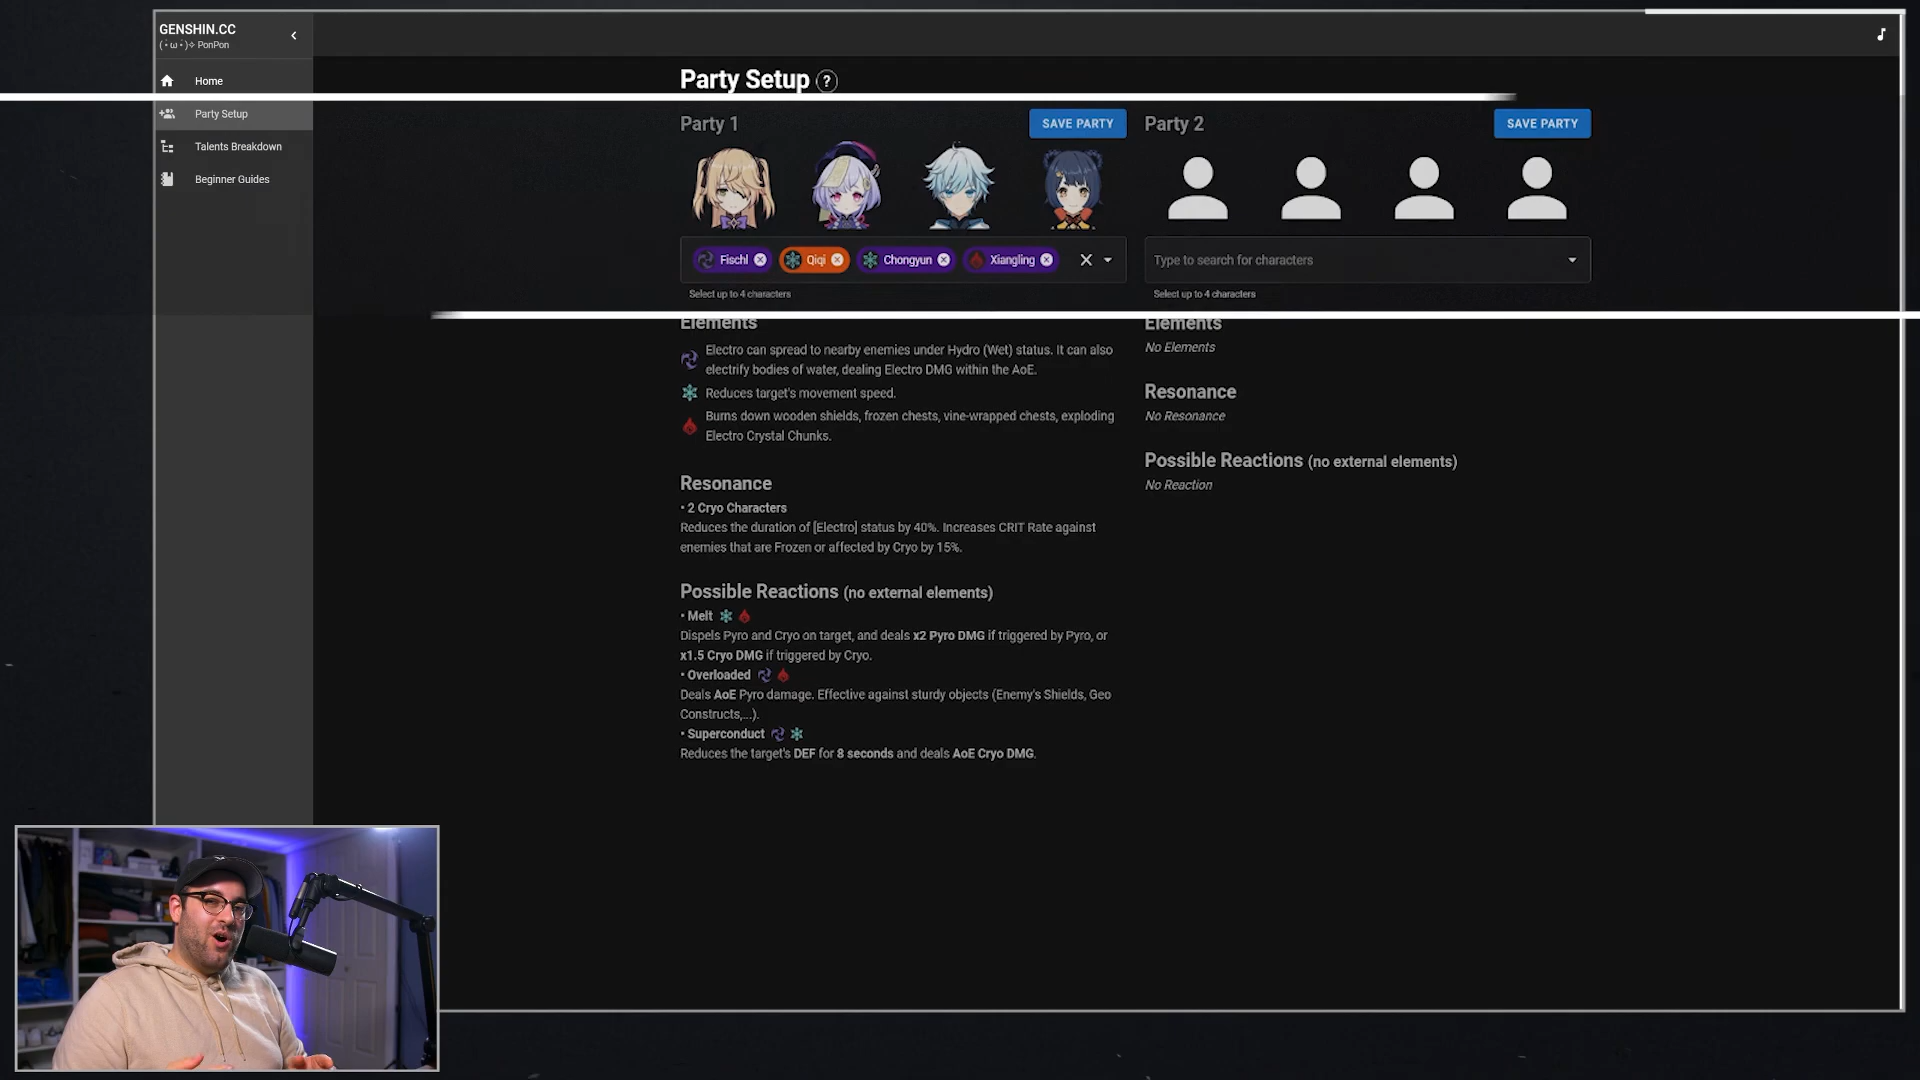 GENSHIN.CC
(・ω・)✧ PonPon
Home
Party Setup
Talents Breakdown
Beginner Guides
Party Setup ?
Party 1
SAVE PARTY
Fischl
Qiqi
Chongyun
Xiangling
Select up to 4 characters
Elements
Electro can spread to nearby enemies under Hydro (Wet) status. It can also
electrify bodies of water, dealing Electro DMG within the AoE.
Reduces target's movement speed.
Burns down wooden shields, frozen chests, vine-wrapped chests, exploding
Electro Crystal Chunks.
Resonance
• 2 Cryo Characters
Reduces the duration of [Electro] status by 40%. Increases CRIT Rate against
enemies that are Frozen or affected by Cryo by 15%.
Possible Reactions (no external elements)
• Melt
Dispels Pyro and Cryo on target, and deals x2 Pyro DMG if triggered by Pyro, or
x1.5 Cryo DMG if triggered by Cryo.
• Overloaded
Deals AoE Pyro damage. Effective against sturdy objects (Enemy's Shields, Geo
Constructs,...).
• Superconduct
Reduces the target's DEF for 8 seconds and deals AoE Cryo DMG.
Party 2
SAVE PARTY
Type to search for characters
Select up to 4 characters
Elements
No Elements
Resonance
No Resonance
Possible Reactions (no external elements)
No Reaction